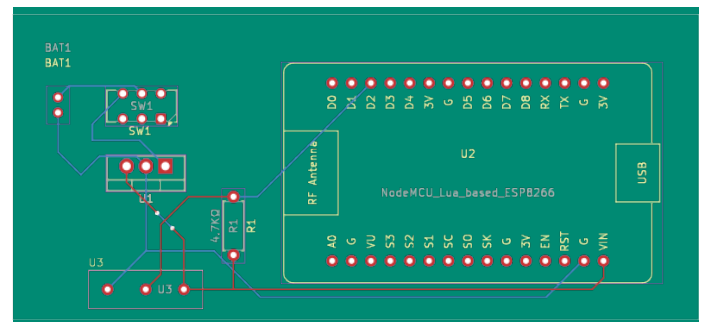 BAT1
BAT1
SW1
SW1
U1
4.7KΩ
R1
R1
U3
U3
D0
D1
D2
D3
D4
3V
G
D5
D6
D7
D8
RX
TX
G
3V
RF Antenna
U2
NodeMCU_Lua_based_ESP8266
USB
A0
G
VU
S3
S2
S1
SC
SO
SK
G
3V
EN
RST
G
VIN